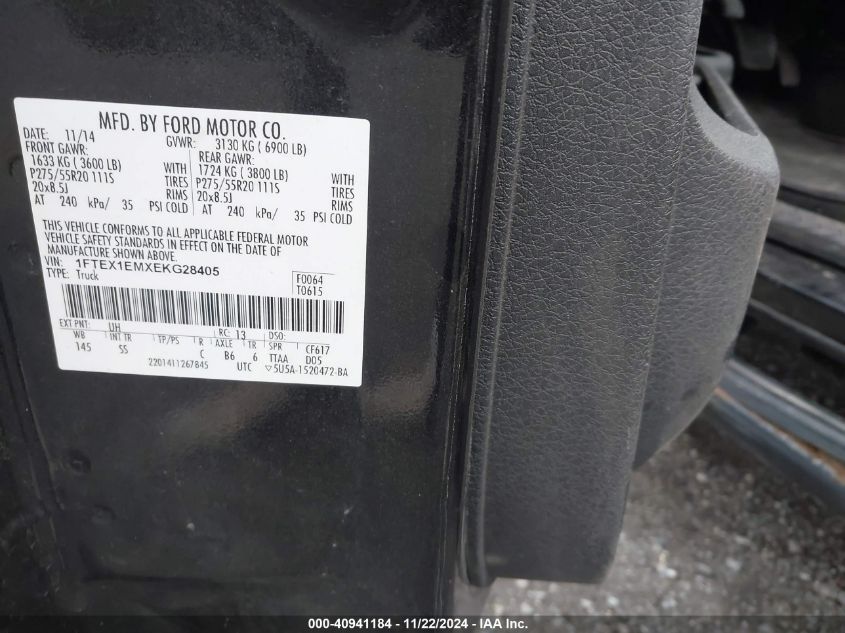 MFD. BY FORD MOTOR CO.
DATE: 11/14 GVWR: 3130 KG ( 6900 LB)
FRONT GAWR: REAR GAWR:
1633 KG ( 3600 LB) WITH 1724 KG ( 3800 LB) WITH
P275/55R20 111S TIRES P275/55R20 111S TIRES
20x8.5J RIMS 20x8.5J RIMS
AT 240 kPa/ 35 PSI COLD AT 240 kPa/ 35 PSI COLD
THIS VEHICLE CONFORMS TO ALL APPLICABLE FEDERAL MOTOR
VEHICLE SAFETY STANDARDS IN EFFECT ON THE DATE OF
MANUFACTURE SHOWN ABOVE.
VIN: 1FTEX1EMXEKG28405
TYPE: Truck
F0064
T0615
EXT PNT: UH RC: 13 DSO:
WB INT TR TP/PS R AXLE TR SPR CF617
145 SS C B6 6 TTAA D05
2201411267845 UTC ▽5U5A-1520472-BA
000-40941184 - 11/22/2024 - IAA Inc.